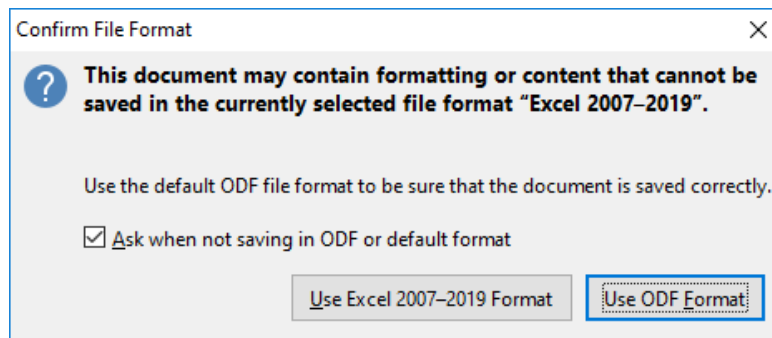 Confirm File Format
This document may contain formatting or content that cannot be
saved in the currently selected file format “Excel 2007–2019”.
Use the default ODF file format to be sure that the document is saved correctly.
Ask when not saving in ODF or default format
Use Excel 2007–2019 Format
Use ODF Format